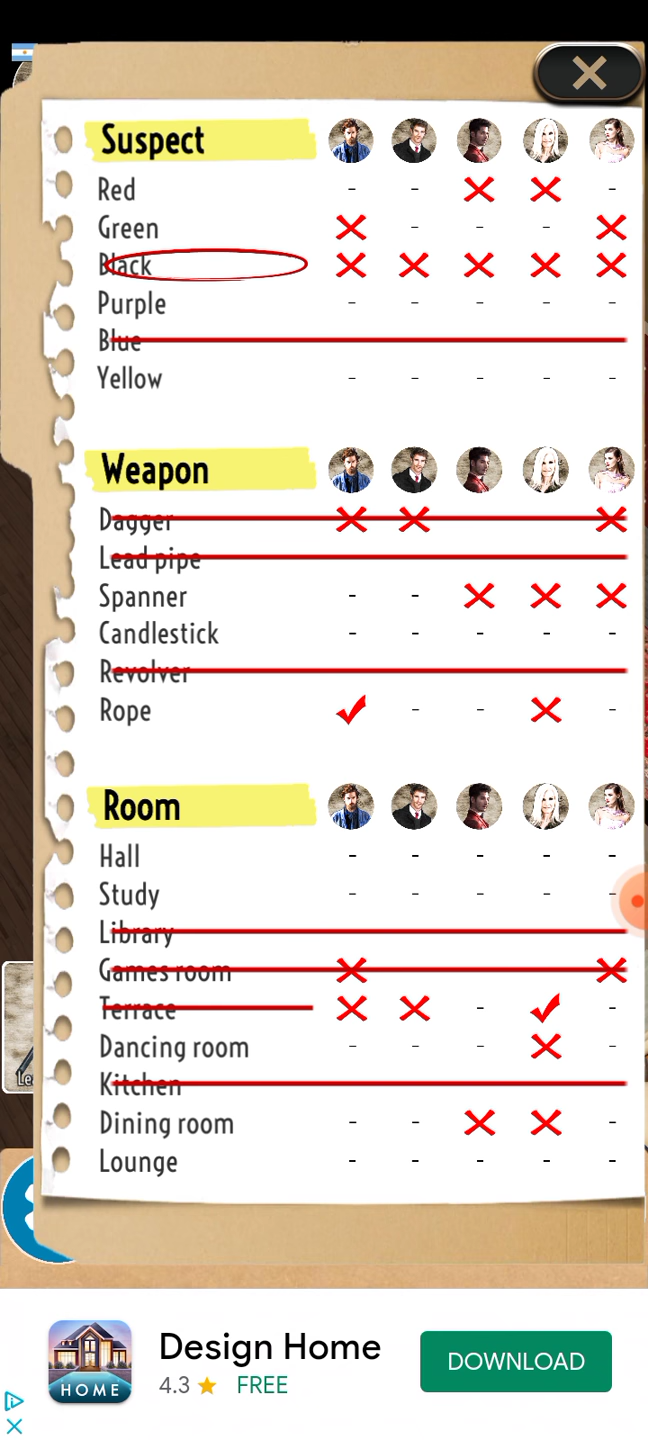 Suspect
Red
Green
Black
Purple
Blue
Yellow
Weapon
Dagger
Lead pipe
Spanner
Candlestick
Revolver
Rope
Room
Hall
Study
Library
Games room
Terrace
Dancing room
Kitchen
Dining room
Lounge
Design Home
4.3 ★ FREE
DOWNLOAD
HOME